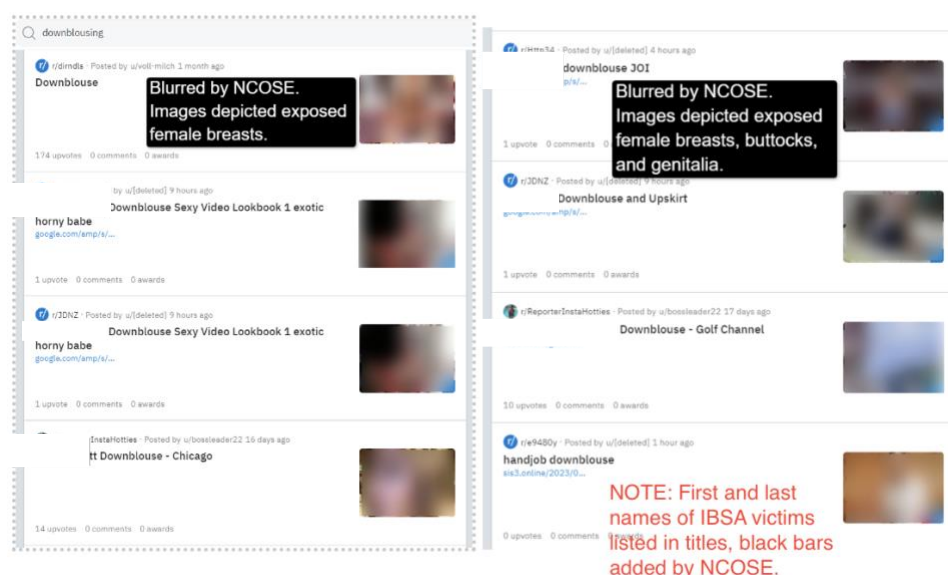 downblousing
r/dirndls · Posted by u/voll-milch 1 month ago
Downblouse
Blurred by NCOSE.
Images depicted exposed
female breasts.
174 upvotes 0 comments 0 awards
by u/[deleted] 9 hours ago
Downblouse Sexy Video Lookbook 1 exotic
horny babe
google.com/amp/s/...
1 upvote 0 comments 0 awards
r/JDNZ · Posted by u/[deleted] 9 hours ago
Downblouse Sexy Video Lookbook 1 exotic
horny babe
google.com/amp/s/...
1 upvote 0 comments 0 awards
InstaHotties · Posted by u/bossleader22 16 days ago
tt Downblouse - Chicago
14 upvotes 0 comments 0 awards
Posted by u/[deleted] 4 hours ago
downblouse JOI
p/s/...
Blurred by NCOSE.
Images depicted exposed
female breasts, buttocks,
and genitalia.
1 upvote 0 comments
r/JDNZ · Posted by u/[deleted] 9 hours ago
Downblouse and Upskirt
1 upvote 0 comments 0 awards
r/ReporterInstaHotties · Posted by u/bossleader22 17 days ago
Downblouse - Golf Channel
10 upvotes 0 comments 0 awards
r/e9480y · Posted by u/[deleted] 1 hour ago
handjob downblouse
sis3.online/2023/0...
0 upvotes 0 comments
NOTE: First and last
names of IBSA victims
listed in titles, black bars
added by NCOSE.